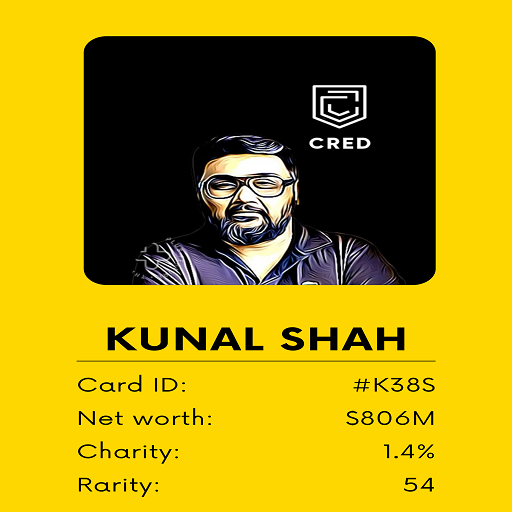 CRED
KUNAL SHAH
Card ID: #K38S
Net worth: S806M
Charity: 1.4%
Rarity: 54